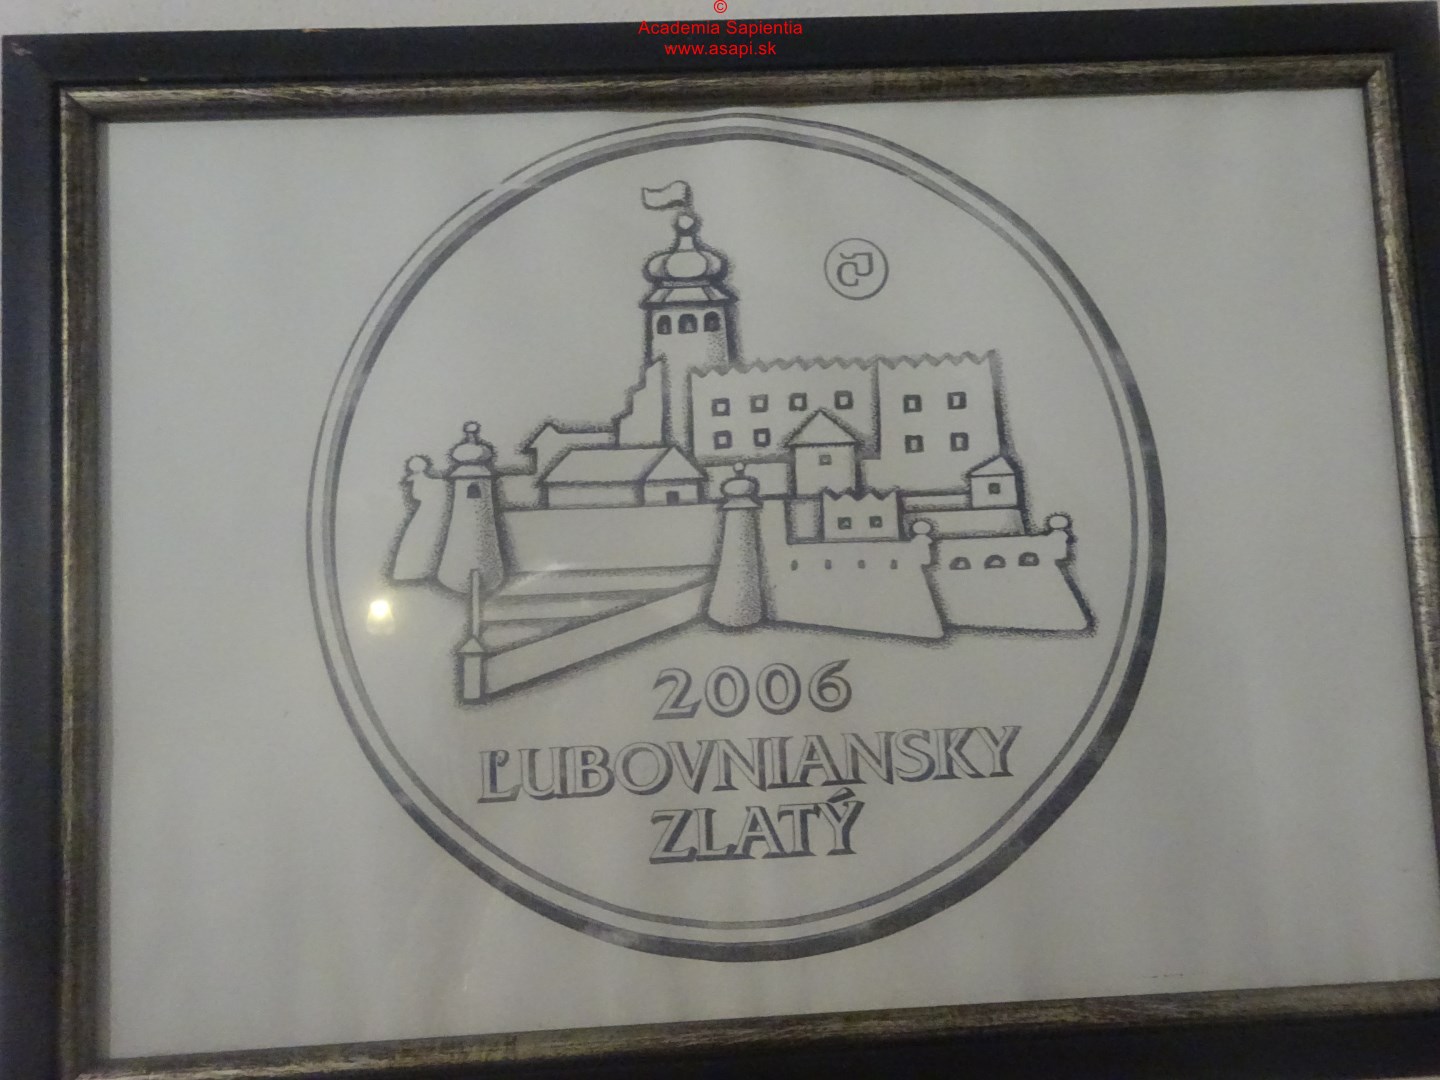 ©
Academia Sapientia
www.asapi.sk
2006
ĽUBOVNIANSKY
ZLATÝ